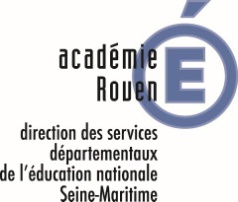 académie
Rouen
É
direction des services
départementaux
de l'éducation nationale
Seine-Maritime